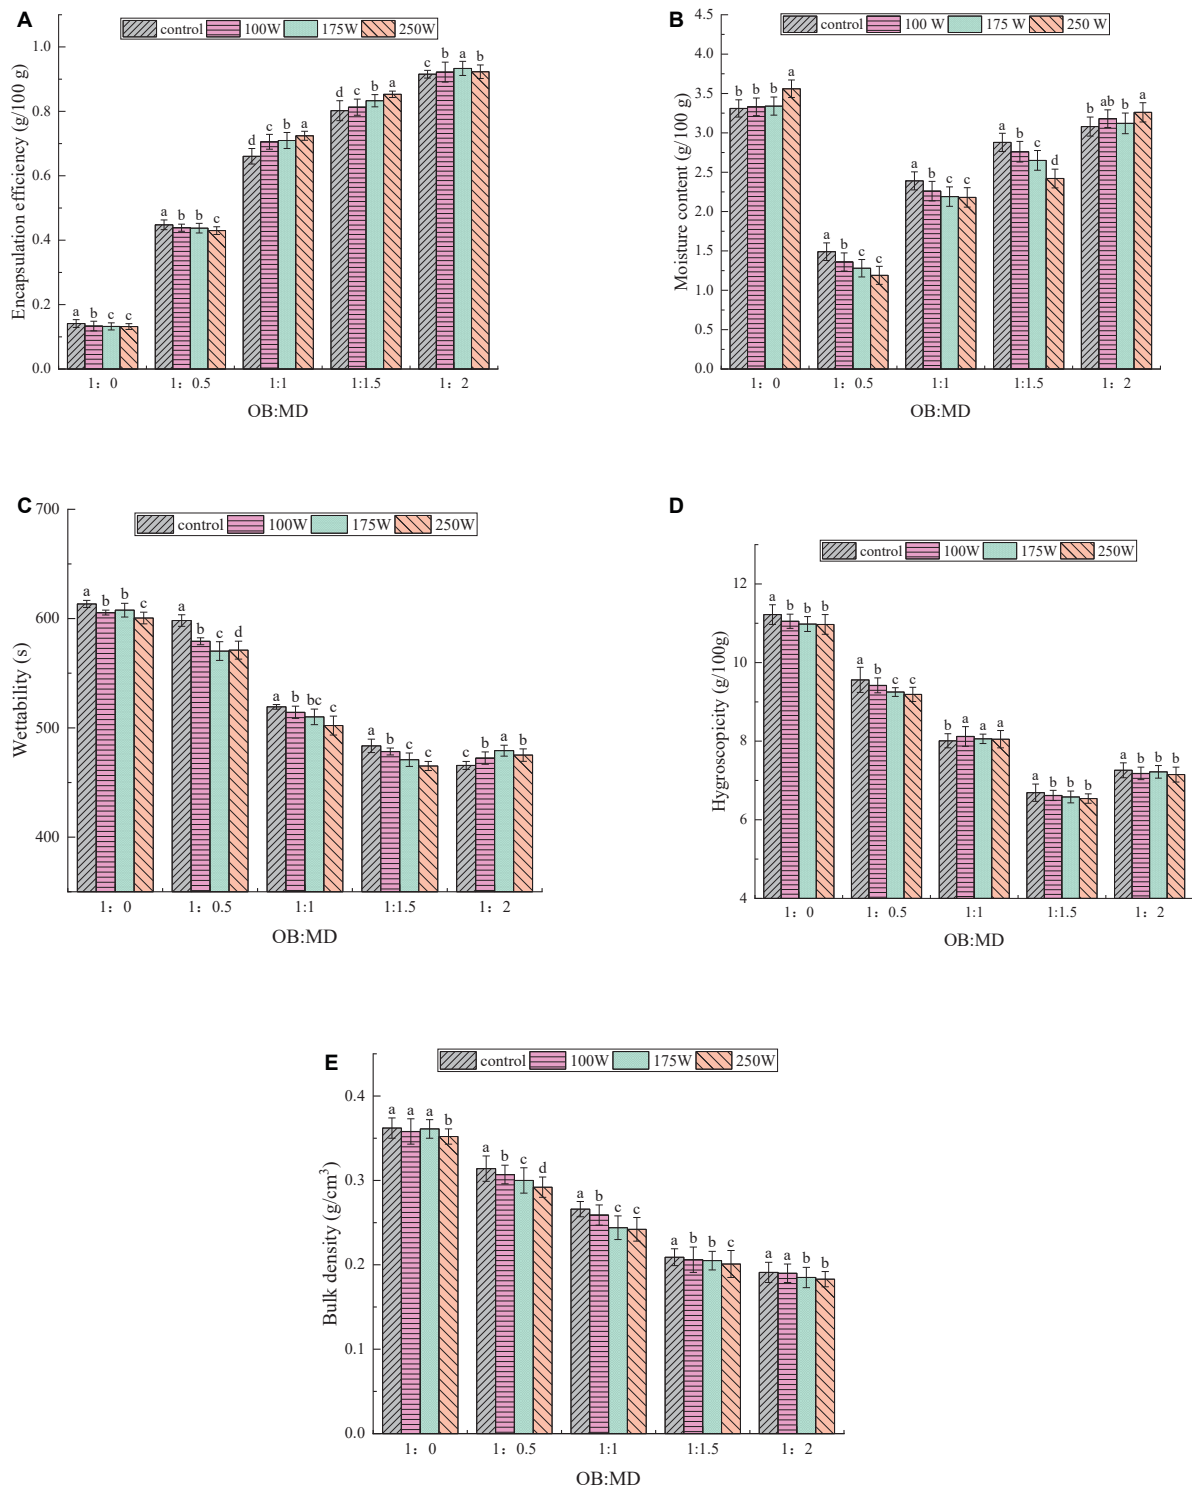 A
control 100W 175W 250W
Encapsulation efficiency (g/100 g)
1.0
0.8
0.6
0.4
0.2
0.0
a b c c
a b b c
d c b a
d c b a
c b a b
1：0 1：0.5 1:1 1:1.5 1：2
OB:MD
B
control 100 W 175 W 250 W
Moisture content (g/100 g)
4.5
4.0
3.5
3.0
2.5
2.0
1.5
1.0
0.5
0.0
b b b a
a b c c
a b c c
a b c d
b ab b a
1：0 1：0.5 1:1 1:1.5 1：2
OB:MD
C
control 100W 175W 250W
Wettability (s)
700
600
500
400
a b b c
a b c d
a b bc c
a b c c
c b a b
1：0 1：0.5 1:1 1:1.5 1：2
OB:MD
D
control 100W 175W 250W
Hygroscopicity (g/100g)
12
11
10
9
8
7
6
4
a b b b
a b c c
b a a a
a b b b
a b b b
1：0 1：0.5 1:1 1:1.5 1：2
OB:MD
E
control 100W 175W 250W
Bulk density (g/cm³)
0.4
0.3
0.2
0.1
0.0
a a a b
a b c d
a b c c
a b b c
a a b b
1：0 1：0.5 1:1 1:1.5 1：2
OB:MD